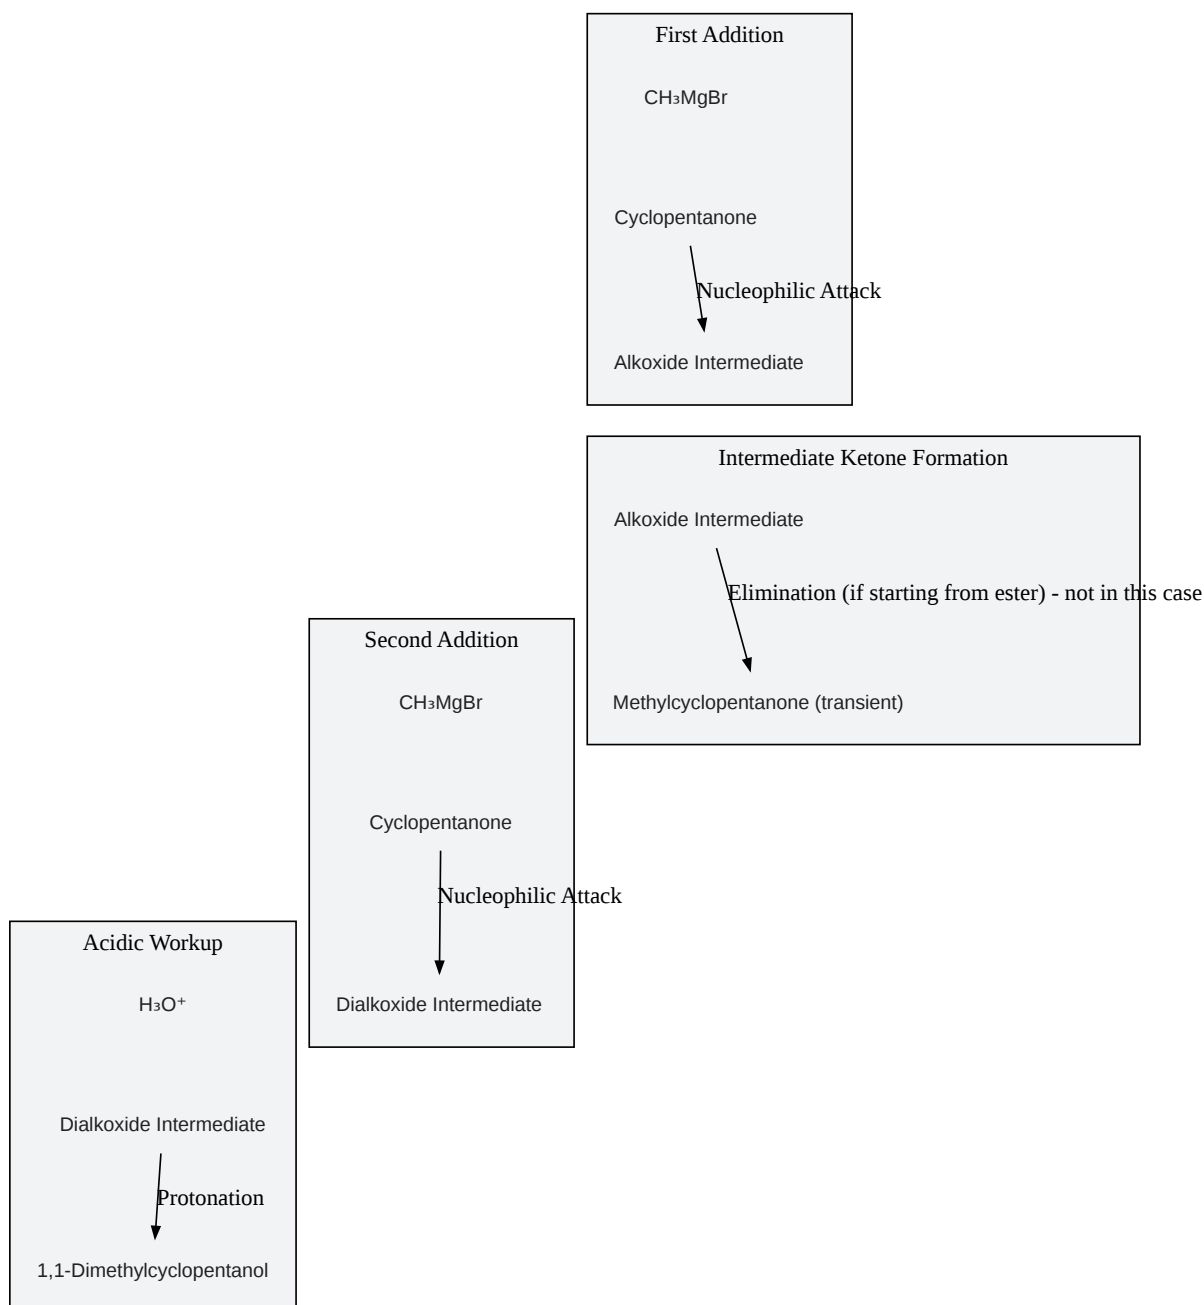 First Addition
CH₃MgBr
Cyclopentanone
Nucleophilic Attack
Alkoxide Intermediate
Intermediate Ketone Formation
Alkoxide Intermediate
Elimination (if starting from ester) - not in this case
Methylcyclopentanone (transient)
Second Addition
CH₃MgBr
Cyclopentanone
Nucleophilic Attack
Dialkoxide Intermediate
Acidic Workup
H₃O⁺
Dialkoxide Intermediate
Protonation
1,1-Dimethylcyclopentanol